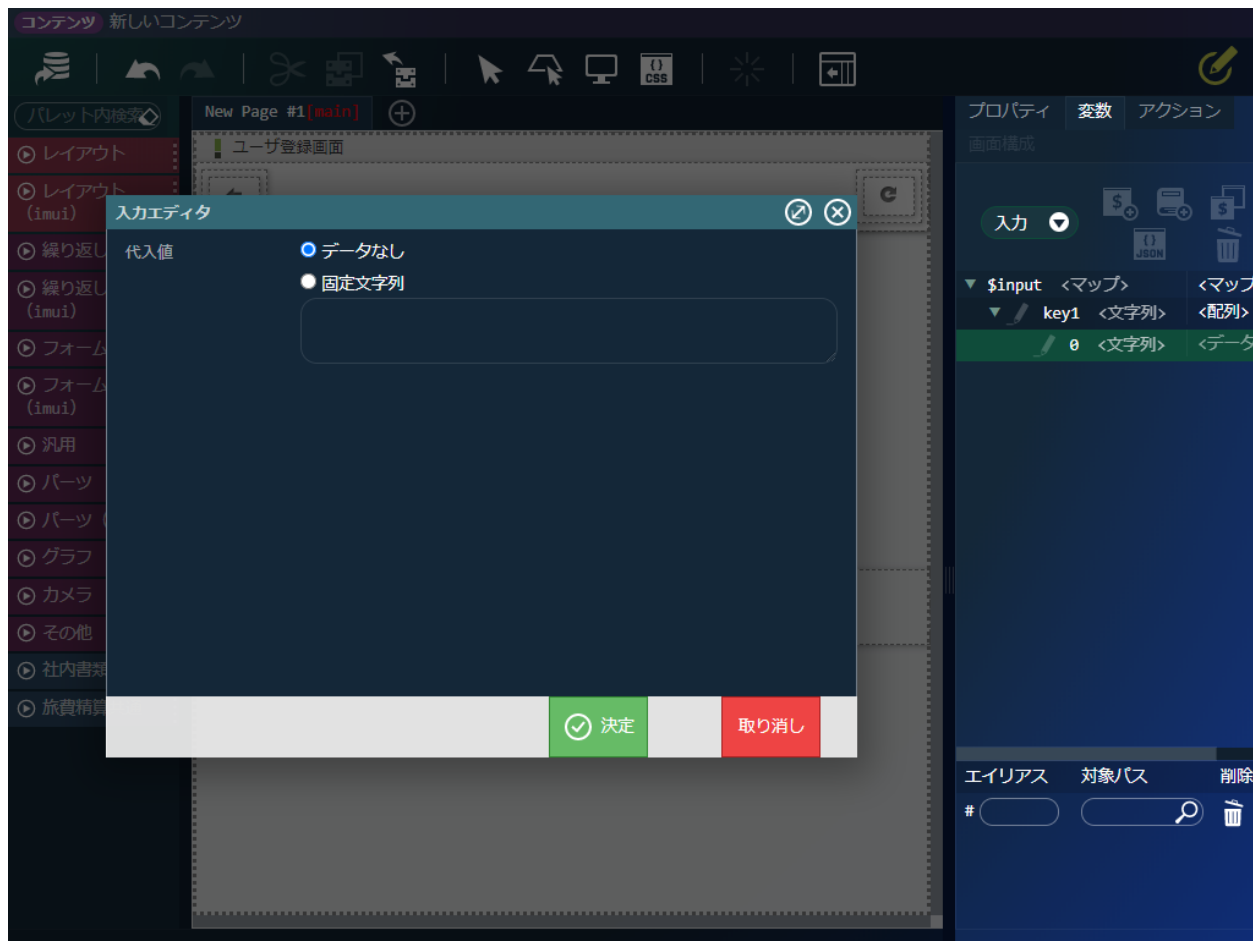 コンテンツ 新しいコンテンツ
{}
CSS
パレット内検索
New Page #1[main]
プロパティ 変数 アクション
画面構成
レイアウト
レイアウト
(imui)
繰り返し
繰り返し
(imui)
フォーム
フォーム
(imui)
汎用
パーツ
パーツ (
グラフ
カメラ
その他
社内書類
旅費精算
ユーザ登録画面
入力エディタ
代入値
データなし
固定文字列
決定
取り消し
入力
$
$
{}
JSON
$input <マップ> <マップ
key1 <文字列> <配列>
0 <文字列> <データ
エイリアス 対象パス 削除
#